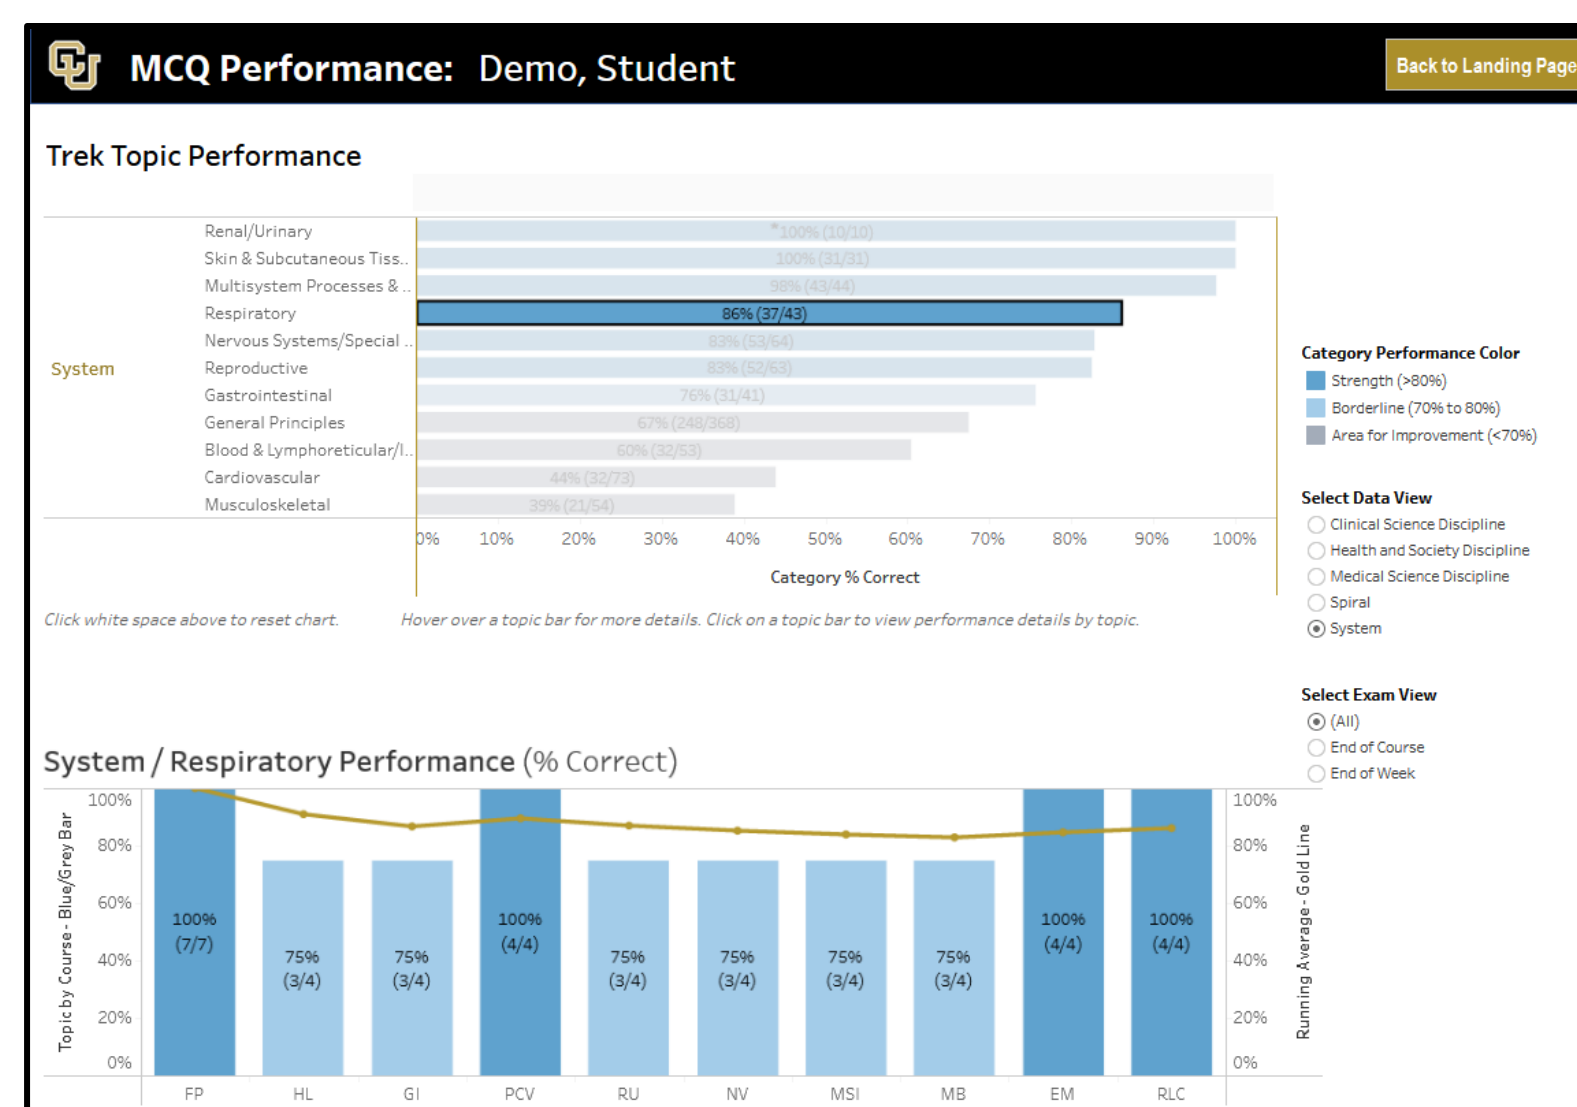 CU
MCQ Performance: Demo, Student
Back to Landing Page
Trek Topic Performance
System
Renal/Urinary *100% (10/10)
Skin & Subcutaneous Tiss.. 100% (31/31)
Multisystem Processes & .. 98% (43/44)
Respiratory 86% (37/43)
Nervous Systems/Special .. 83% (53/64)
Reproductive 83% (52/63)
Gastrointestinal 76% (31/41)
General Principles 67% (248/368)
Blood & Lymphoreticular/I.. 60% (32/53)
Cardiovascular 44% (32/73)
Musculoskeletal 39% (21/54)
0% 10% 20% 30% 40% 50% 60% 70% 80% 90% 100%
Category % Correct
Click white space above to reset chart. Hover over a topic bar for more details. Click on a topic bar to view performance details by topic.
Category Performance Color
Strength (>80%)
Borderline (70% to 80%)
Area for Improvement (<70%)
Select Data View
Clinical Science Discipline
Health and Society Discipline
Medical Science Discipline
Spiral
System
Select Exam View
(All)
End of Course
End of Week
System / Respiratory Performance (% Correct)
Topic by Course - Blue/Grey Bar
100%
80%
60%
40%
20%
0%
100% 75% 75% 100% 75% 75% 75% 75% 100% 100%
(7/7) (3/4) (3/4) (4/4) (3/4) (3/4) (3/4) (3/4) (4/4) (4/4)
FP HL GI PCV RU NV MSI MB EM RLC
100%
80%
60%
40%
20%
0%
Running Average - Gold Line